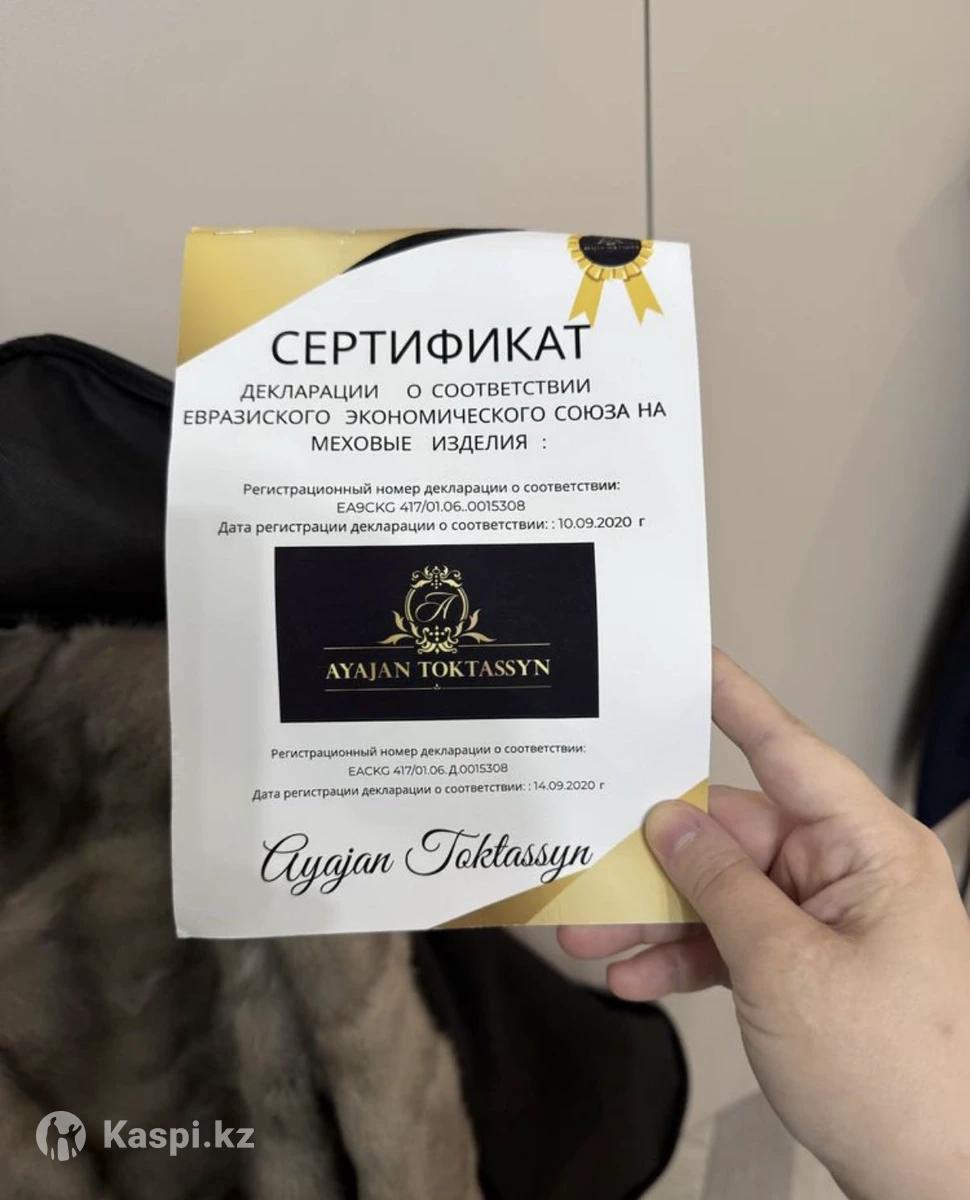 СЕРТИФИКАТ
ДЕКЛАРАЦИИ О СООТВЕТСТВИИ
ЕВРАЗИСКОГО ЭКОНОМИЧЕСКОГО СОЮЗА НА
МЕХОВЫЕ ИЗДЕЛИЯ :
Регистрационный номер декларации о соответствии:
EA9CKG 417/01.06..0015308
Дата регистрации декларации о соответствии: : 10.09.2020 г
A
AYAJAN TOKTASSYN
Регистрационный номер декларации о соответствии:
EACKG 417/01.06.Д.0015308
Дата регистрации декларации о соответствии: : 14.09.2020 г
Ayajan Toktassyn
Kaspi.kz